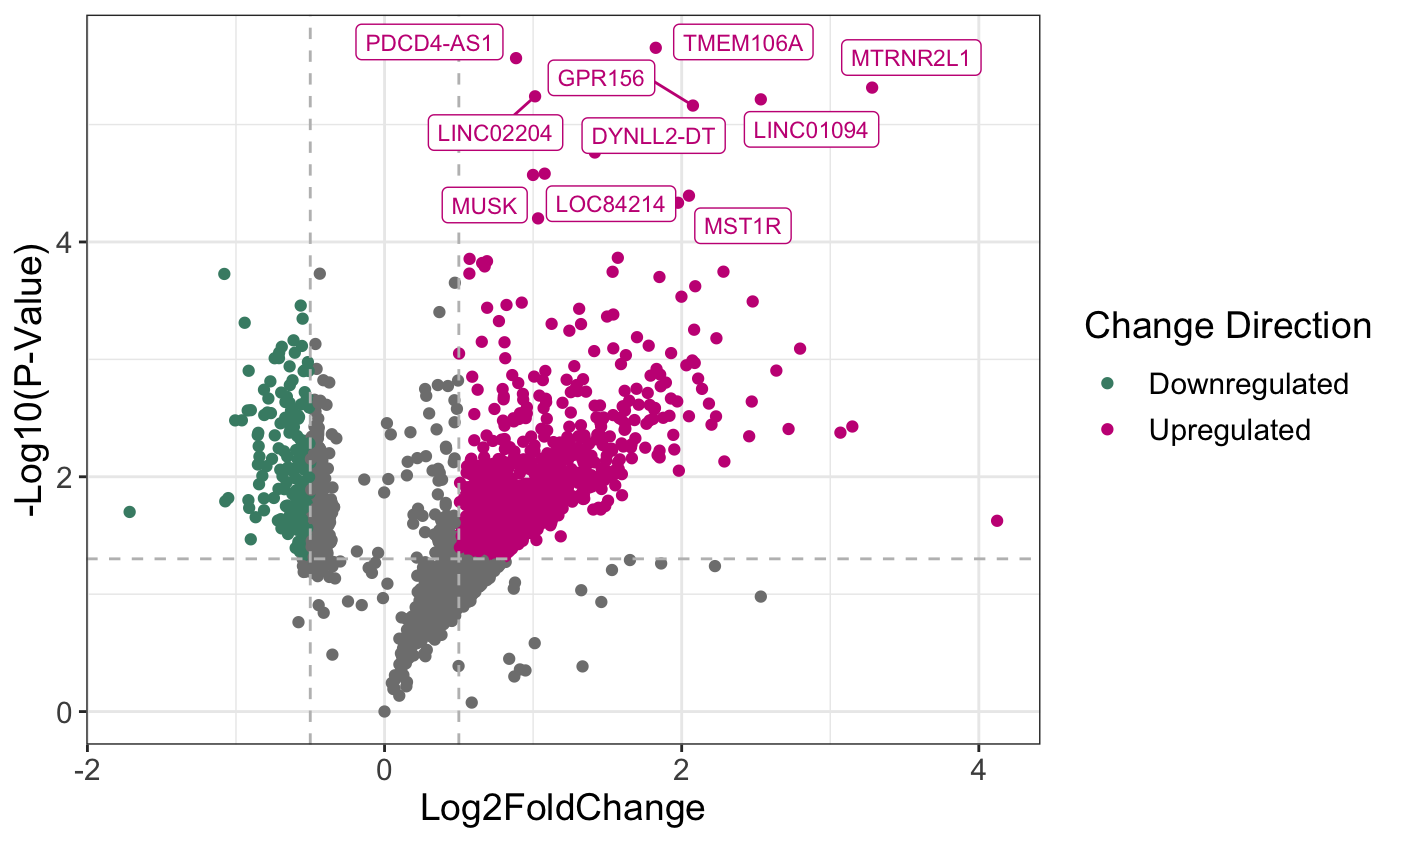 PDCD4-AS1
TMEM106A
MTRNR2L1
GPR156
LINC02204
DYNLL2-DT
LINC01094
MUSK
LOC84214
MST1R
-Log10(P-Value)
4
2
0
-2
0
2
4
Log2FoldChange
Change Direction
Downregulated
Upregulated